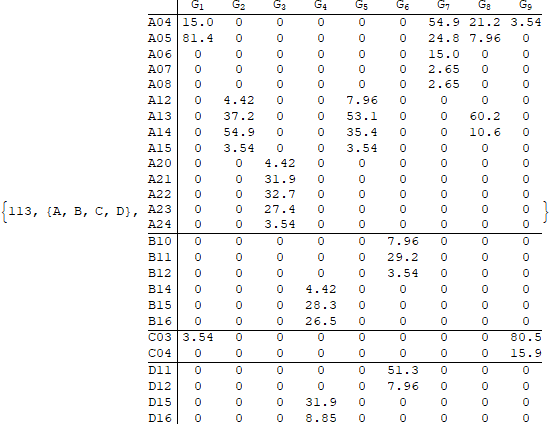 G₁ G₂ G₃ G₄ G₅ G₆ G₇ G₈ G₉
A04 15.0 0 0 0 0 0 54.9 21.2 3.54
A05 81.4 0 0 0 0 0 24.8 7.96 0
A06 0 0 0 0 0 0 15.0 0 0
A07 0 0 0 0 0 0 2.65 0 0
A08 0 0 0 0 0 0 2.65 0 0
A12 0 4.42 0 0 7.96 0 0 0 0
A13 0 37.2 0 0 53.1 0 0 60.2 0
A14 0 54.9 0 0 35.4 0 0 10.6 0
A15 0 3.54 0 0 3.54 0 0 0 0
A20 0 0 4.42 0 0 0 0 0 0
A21 0 0 31.9 0 0 0 0 0 0
A22 0 0 32.7 0 0 0 0 0 0
{113, {A, B, C, D}, A23 0 0 27.4 0 0 0 0 0 0 }
A24 0 0 3.54 0 0 0 0 0 0
B10 0 0 0 0 0 7.96 0 0 0
B11 0 0 0 0 0 29.2 0 0 0
B12 0 0 0 0 0 3.54 0 0 0
B14 0 0 0 4.42 0 0 0 0 0
B15 0 0 0 28.3 0 0 0 0 0
B16 0 0 0 26.5 0 0 0 0 0
C03 3.54 0 0 0 0 0 0 0 80.5
C04 0 0 0 0 0 0 0 0 15.9
D11 0 0 0 0 0 51.3 0 0 0
D12 0 0 0 0 0 7.96 0 0 0
D15 0 0 0 31.9 0 0 0 0 0
D16 0 0 0 8.85 0 0 0 0 0